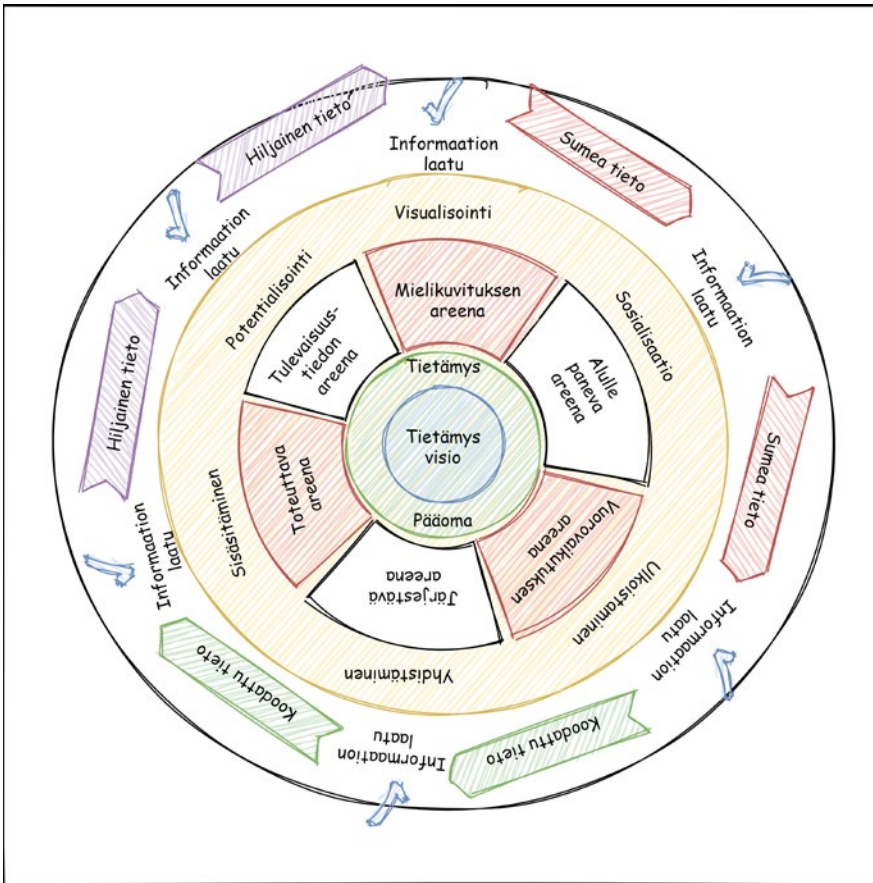 Hiljainen tieto
Informaation
laatu
Sumea tieto
Informaation
laatu
Visualisointi
Informaation
laatu
Potentialisointi
Mielikuvituksen
areena
Sosialisaatio
Tulevaisuus-
tiedon
areena
Alulle
paneva
areena
Hiljainen tieto
Tietämys
Tietämys
visio
Pääoma
Sumea tieto
Toteuttava
areena
Sisäsitäminen
Vuorovaikutuksen
areena
Järjestävä
areena
Ulkoistaminen
Informaation
laatu
Yhdistäminen
Informaation
laatu
Koodattu tieto
Koodattu tieto
Informaation
laatu